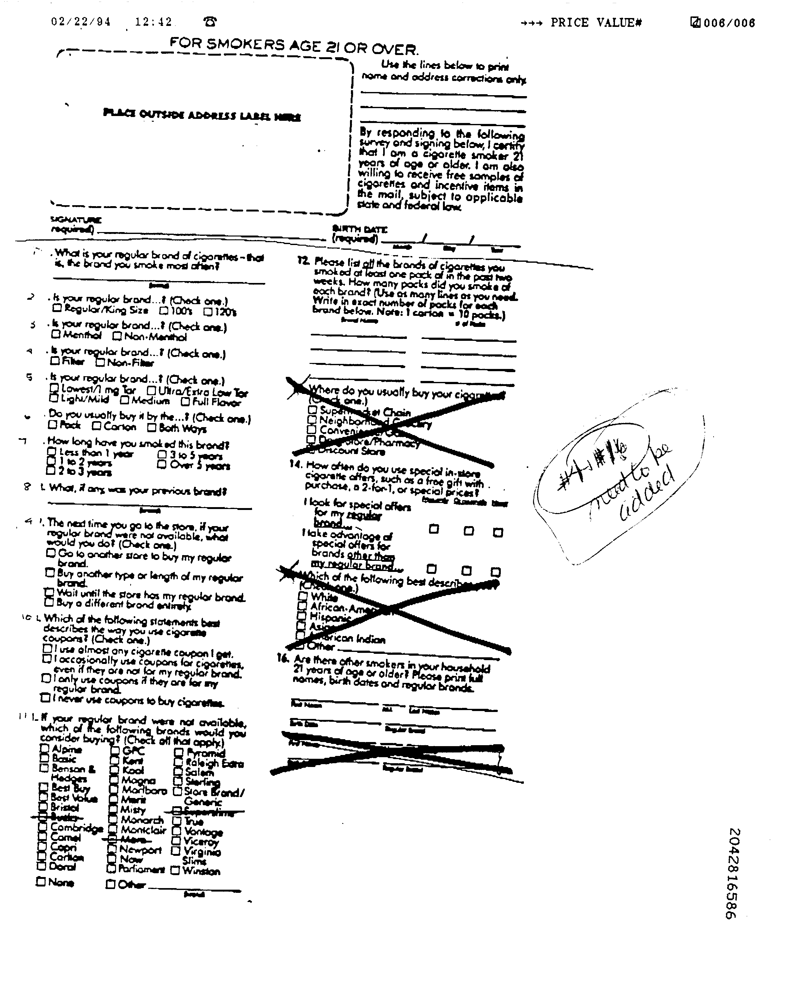 02/22/94 12:42 ☎ →→→ PRICE VALUE# 006/006
FOR SMOKERS AGE 21 OR OVER.
PLACE OUTSIDE ADDRESS LABEL HERE
Use the lines below to print
name and address corrections only.
By responding to the following
survey and signing below, I certify
that I am a cigarette smoker 21
years of age or older. I am also
willing to receive free samples of
cigarettes and incentive items in
the mail, subject to applicable
state and federal law.
SIGNATURE
required)
BIRTH DATE
(required) / /
Month Day Year
. What is your regular brand of cigarettes – that
is, the brand you smoke most often?
(brand)
2 . Is your regular brand...? (Check one.)
☐ Regular/King Size ☐ 100's ☐ 120's
3 . Is your regular brand...? (Check one.)
☐ Menthol ☐ Non-Menthol
4 . Is your regular brand...? (Check one.)
☐ Filter ☐ Non-Filter
5 . Is your regular brand...? (Check one.)
☐ Lowest/1 mg Tar ☐ Ultra/Extra Low Tar
☐ Light/Mild ☐ Medium ☐ Full Flavor
6 . Do you usually buy it by the...? (Check one.)
☐ Pack ☐ Carton ☐ Both Ways
7 . How long have you smoked this brand?
☐ Less than 1 year ☐ 3 to 5 years
☐ 1 to 2 years ☐ Over 5 years
☐ 2 to 3 years
8 . What, if any, was your previous brand?
(brand)
9 . The next time you go to the store, if your
regular brand were not available, what
would you do? (Check one.)
☐ Go to another store to buy my regular
brand.
☐ Buy another type or length of my regular
brand.
☐ Wait until the store has my regular brand.
☐ Buy a different brand entirely.
10 . Which of the following statements best
describes the way you use cigarette
coupons? (Check one.)
☐ I use almost any cigarette coupon I get.
☐ I occasionally use coupons for cigarettes,
even if they are not for my regular brand.
☐ I only use coupons if they are for my
regular brand.
☐ I never use coupons to buy cigarettes.
11 . If your regular brand were not available,
which of the following brands would you
consider buying? (Check all that apply.)
☐ Alpine ☐ GPC ☐ Pyramid
☐ Basic ☐ Kent ☐ Raleigh Extra
☐ Benson & ☐ Kool ☐ Salem
Hedges ☐ Magna ☐ Sterling
☐ Best Buy ☐ Marlboro ☐ Store Brand/
☐ Best Value ☐ Merit Generic
☐ Bristol ☐ Misty ☐ Superslims
☐ Bucks ☐ Monarch ☐ True
☐ Cambridge ☐ Montclair ☐ Vantage
☐ Camel ☐ More ☐ Viceroy
☐ Capri ☐ Newport ☐ Virginia
☐ Carlton ☐ Now Slims
☐ Doral ☐ Parliament ☐ Winston
☐ None ☐ Other
(brand)
12. Please list all the brands of cigarettes you
smoked at least one pack of in the past two
weeks. How many packs did you smoke of
each brand? (Use as many lines as you need.
Write in exact number of packs for each
brand below. Note: 1 carton = 10 packs.)
Brand Name # of Packs
Where do you usually buy your cigarettes?
(Check one.)
☐ Supermarket Chain
☐ Neighborhood Grocery
☐ Convenience/Gas
☐ Drug Store/Pharmacy
☐ Discount Store
14. How often do you use special in-store
cigarette offers, such as a free gift with
purchase, a 2-for-1, or special prices?
I look for special offers
for my regular
brand... ☐ ☐ ☐
I take advantage of
special offers for
brands other than
my regular brand... ☐ ☐ ☐
Which of the following best describes
(Check one.)
☐ White
☐ African-American
☐ Hispanic
☐ Asian
☐ American Indian
☐ Other
16. Are there other smokers in your household
21 years of age or older? Please print full
names, birth dates and regular brands.
First Name M.I. Last Name
Birth Date Regular Brand
First Name
Regular Brand
need to be
added
2042816586